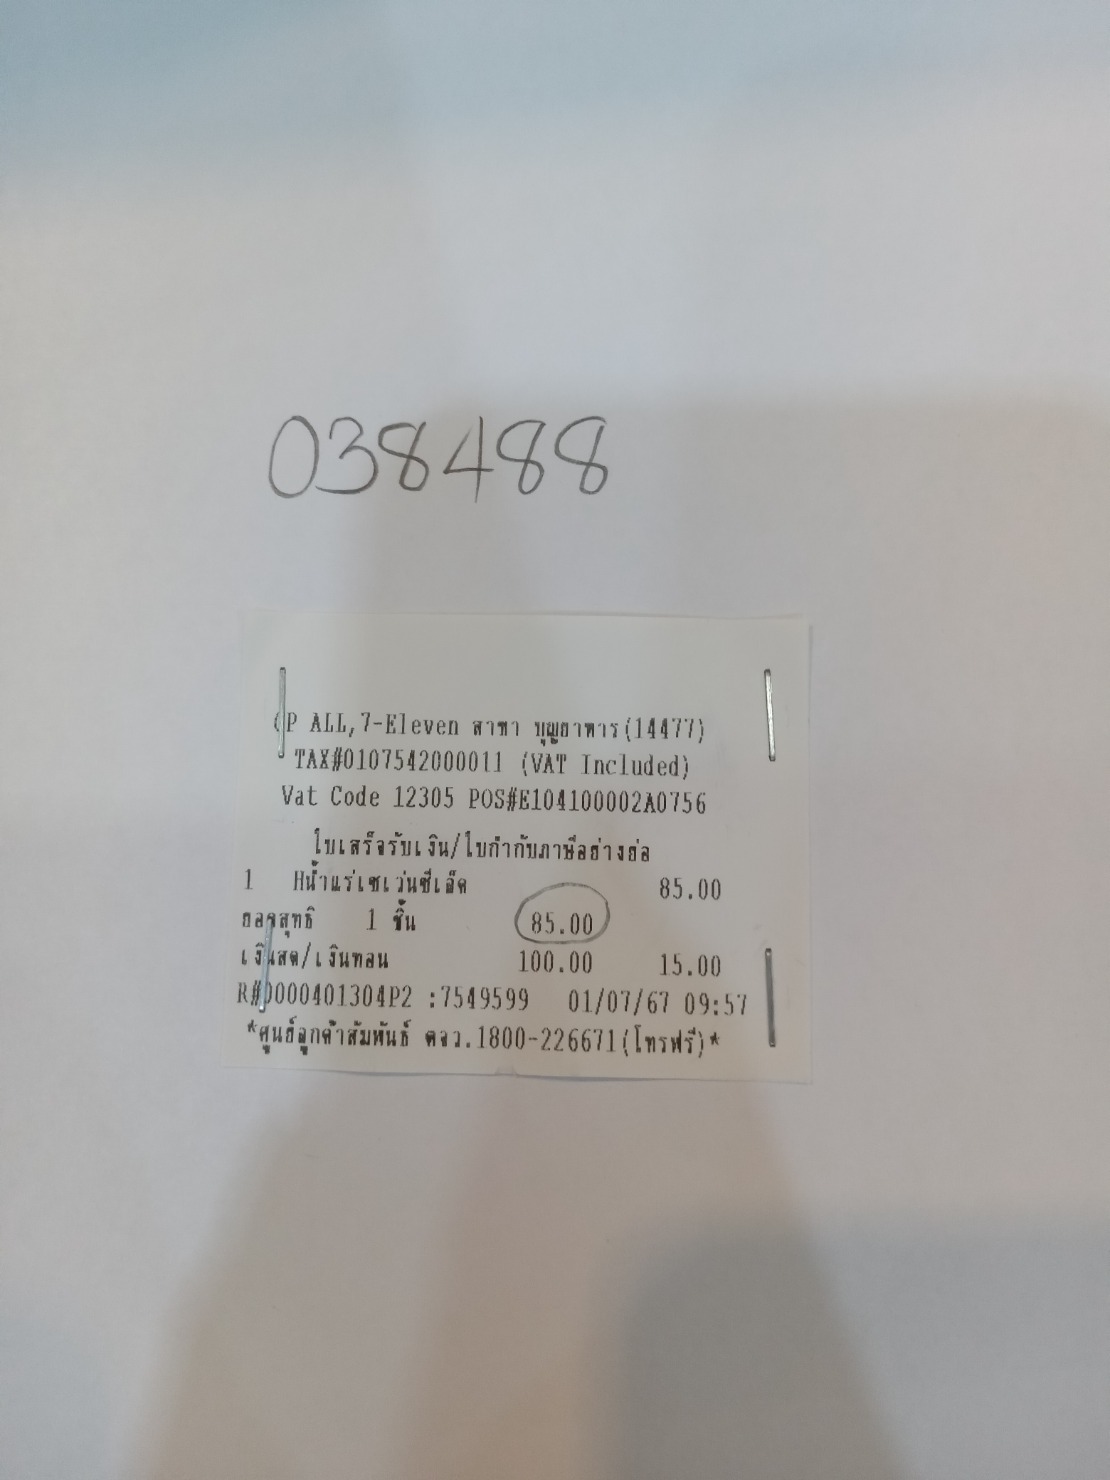 038488
CP ALL,7-Eleven สาขา บุญยาหาร(14477)
TAX#0107542000011 (VAT Included)
Vat Code 12305 POS#E104100002A0756
ใบเสร็จรับเงิน/ใบกำกับภาษีอย่างย่อ
1 Hน้ำแร่เซเว่นซีเล็ค 85.00
ยอดสุทธิ 1 ชิ้น 85.00
เงินสด/เงินทอน 100.00 15.00
R#0000401304P2 :7549599 01/07/67 09:57
*ศูนย์ลูกค้าสัมพันธ์ ตจว.1800-226671(โทรฟรี)*